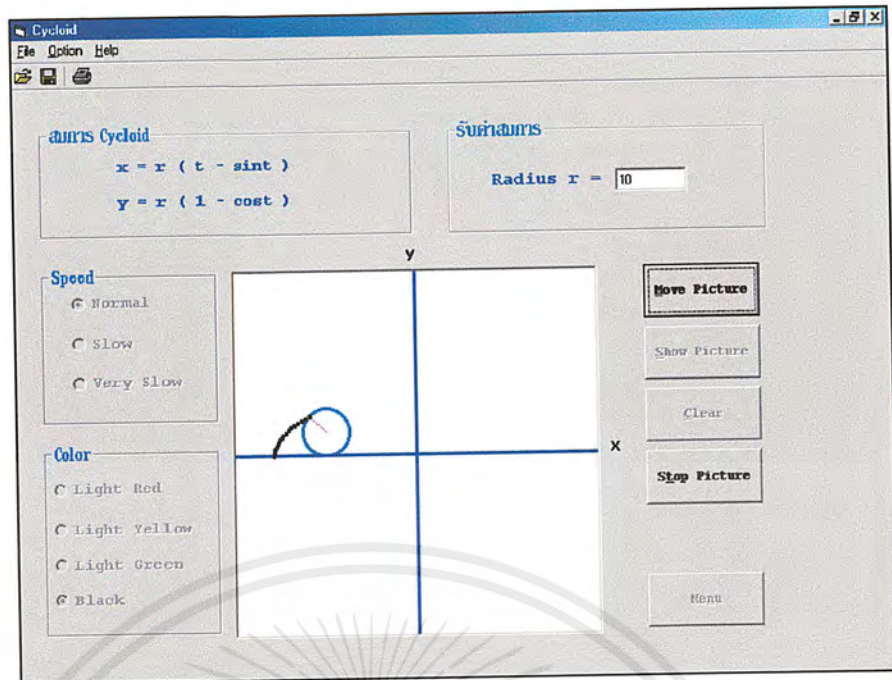 Cycloid
File Option Help
สมการ Cycloid
x = r ( t - sint )
y = r ( 1 - cost )
รับค่าสมการ
Radius r = 10
Speed
Normal
Slow
Very Slow
Color
Light Red
Light Yellow
Light Green
Black
y
x
Move Picture
Show Picture
Clear
Stop Picture
Menu